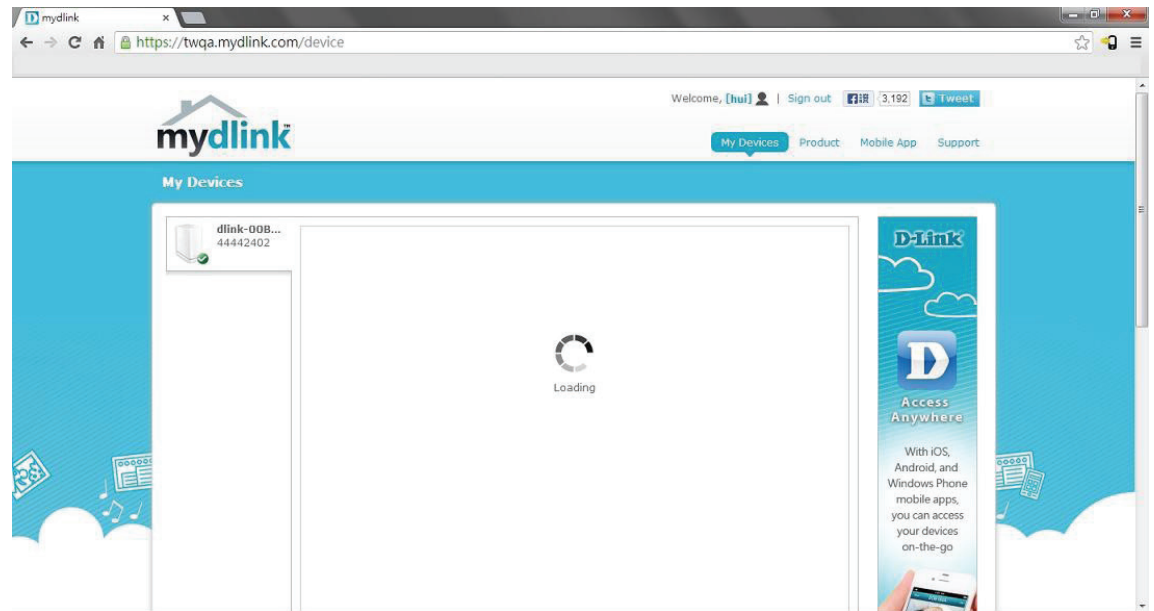 mydlink
https://twqa.mydlink.com/device
Welcome, [hui] | Sign out 讚 3,192 Tweet
mydlink™
My Devices Product Mobile App Support
My Devices
dlink-00B...
44442402
Loading
D-Link
D
Access
Anywhere
With iOS,
Android, and
Windows Phone
mobile apps,
you can access
your devices
on-the-go